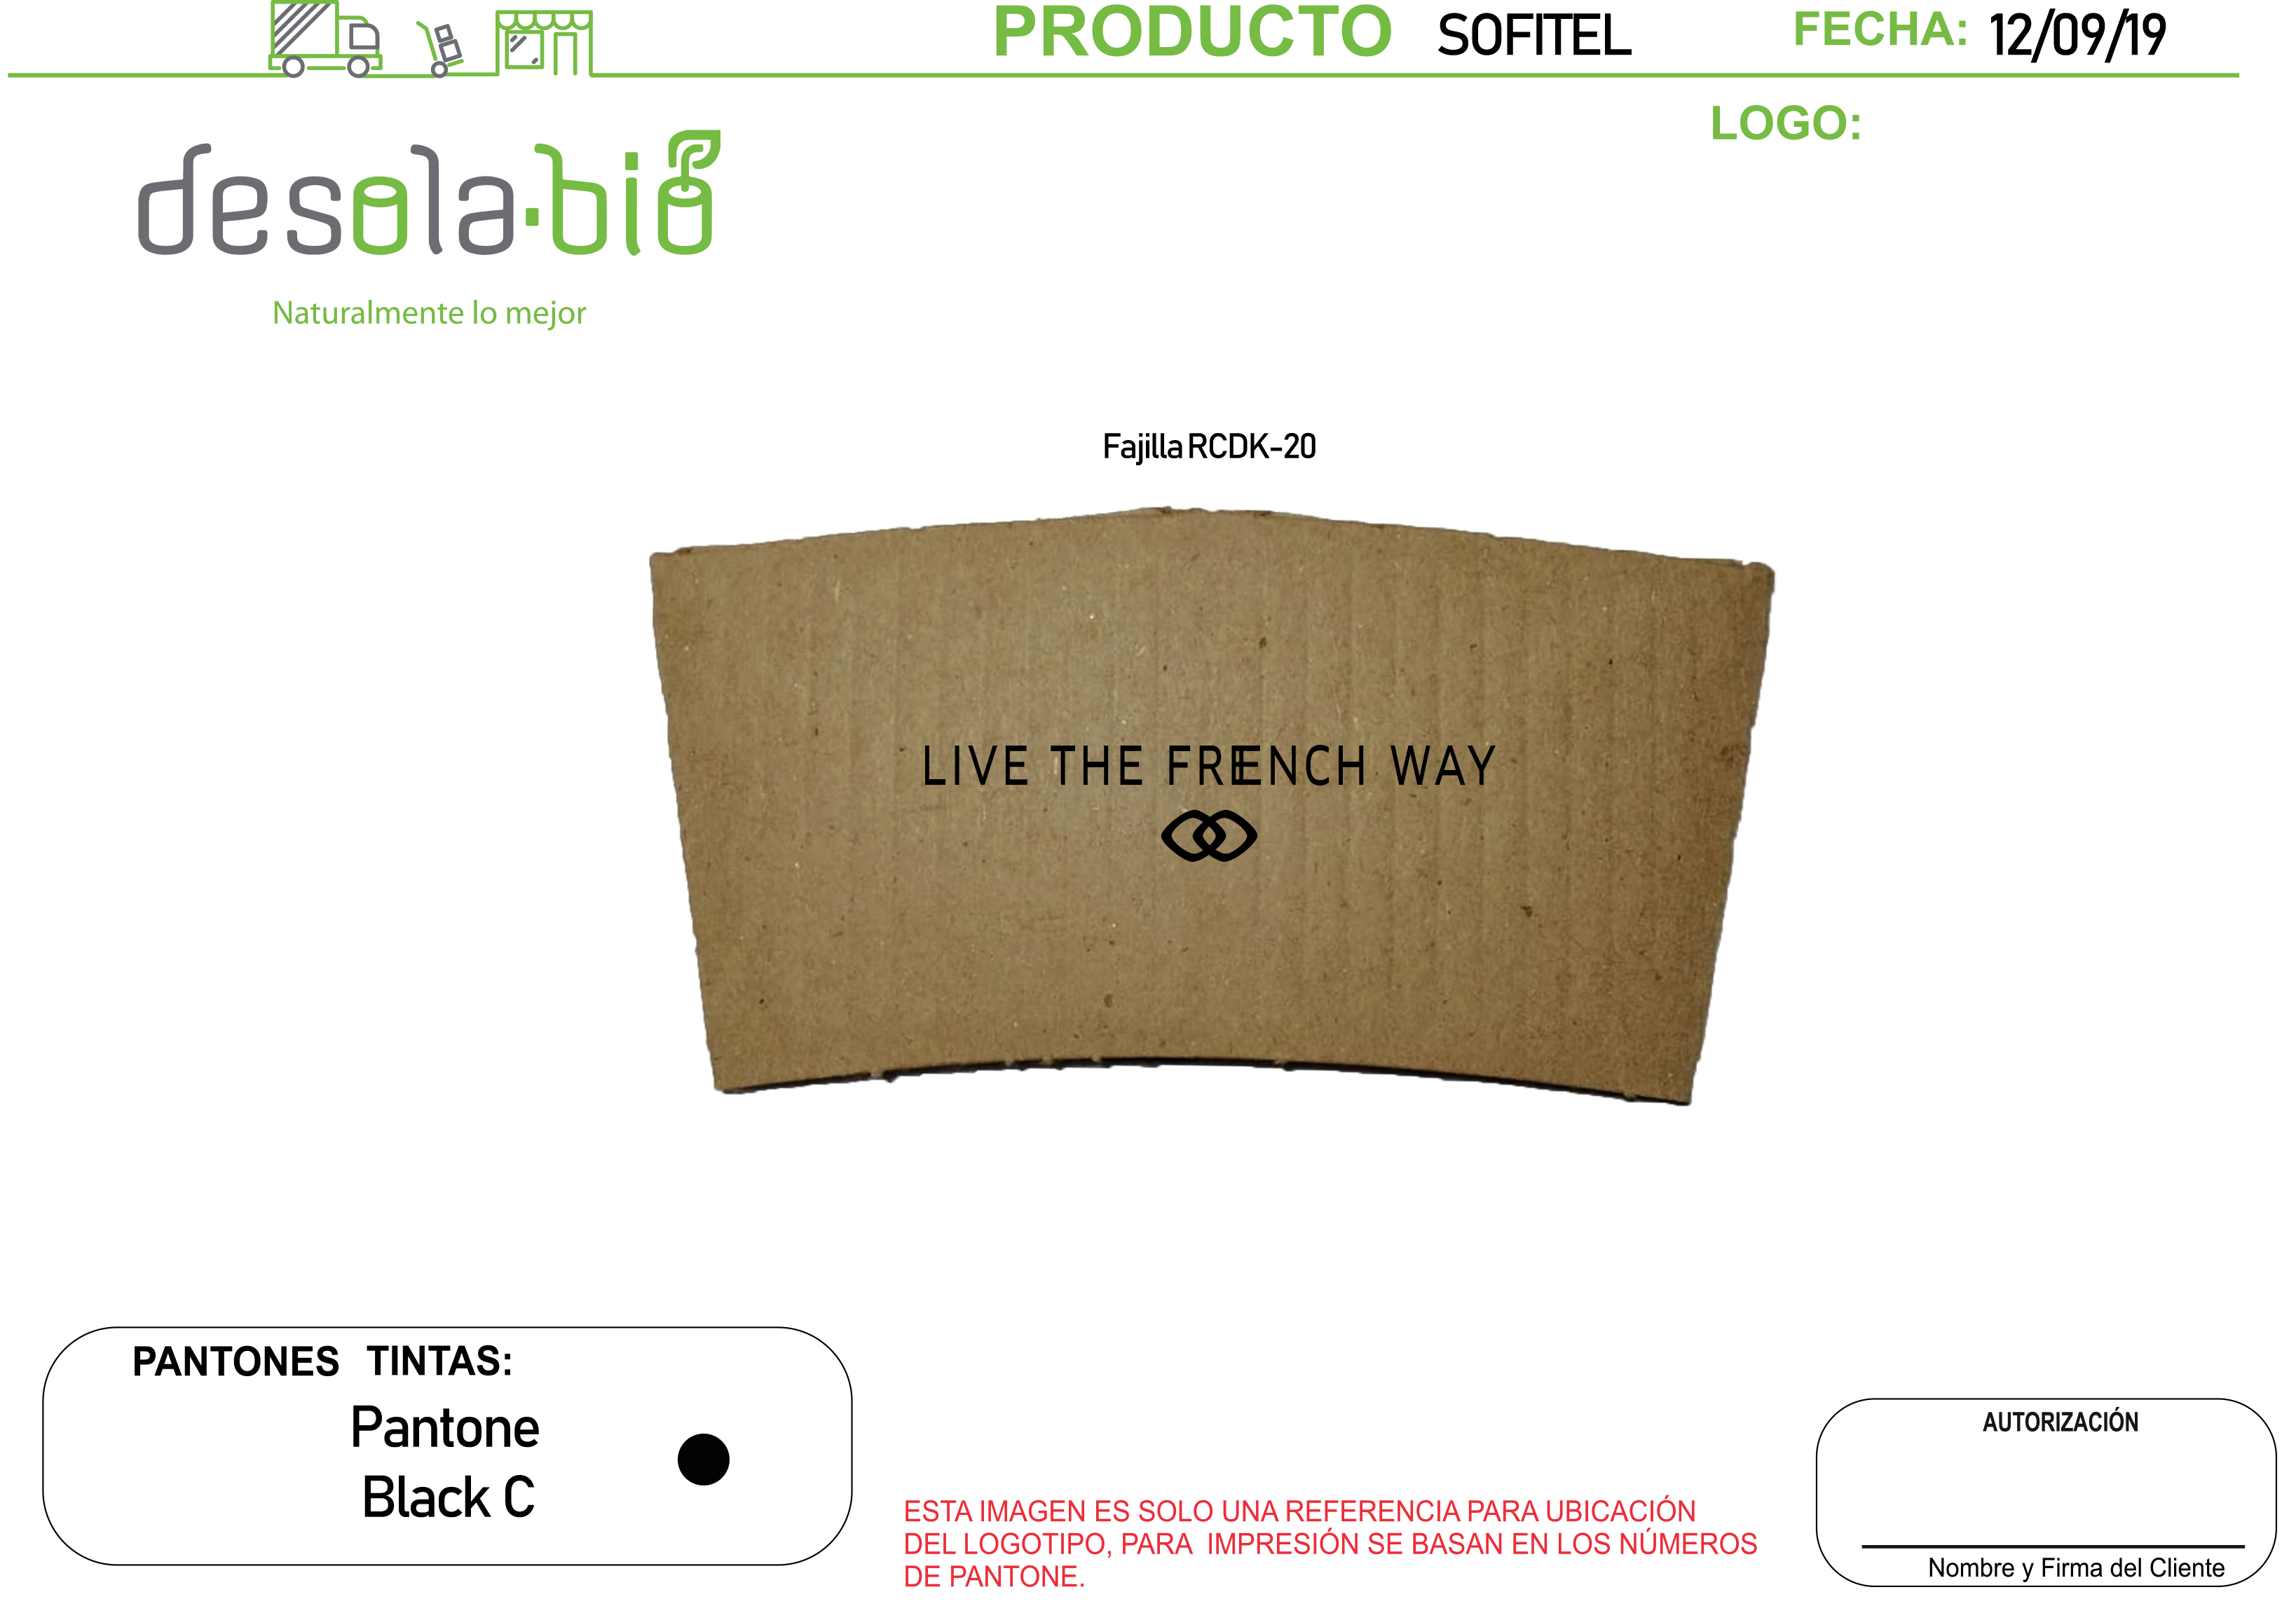 PRODUCTO SOFITEL FECHA: 12/09/19
LOGO:
desola·bio
Naturalmente lo mejor
Fajilla RCDK-20
LIVE THE FRENCH WAY
PANTONES TINTAS:
Pantone
Black C
ESTA IMAGEN ES SOLO UNA REFERENCIA PARA UBICACIÓN
DEL LOGOTIPO, PARA IMPRESIÓN SE BASAN EN LOS NÚMEROS
DE PANTONE.
AUTORIZACIÓN
Nombre y Firma del Cliente